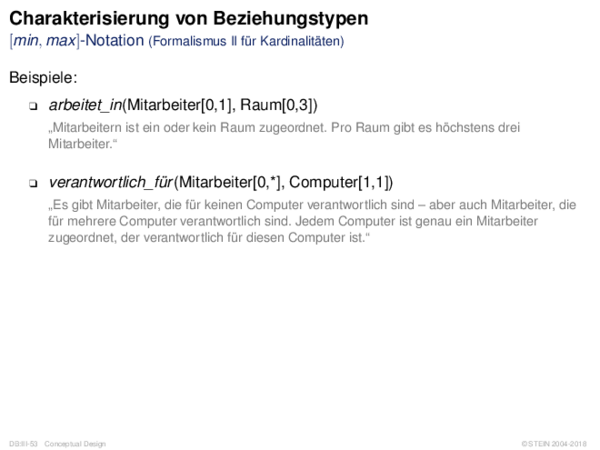 Charakterisierung von Beziehungstypen
[min, max]-Notation (Formalismus II für Kardinalitäten)
Beispiele:
❑ arbeitet_in(Mitarbeiter[0,1], Raum[0,3])
„Mitarbeitern ist ein oder kein Raum zugeordnet. Pro Raum gibt es höchstens drei
Mitarbeiter.“
❑ verantwortlich_für(Mitarbeiter[0,*], Computer[1,1])
„Es gibt Mitarbeiter, die für keinen Computer verantwortlich sind – aber auch Mitarbeiter, die
für mehrere Computer verantwortlich sind. Jedem Computer ist genau ein Mitarbeiter
zugeordnet, der verantwortlich für diesen Computer ist.“
DB:III-53 Conceptual Design © STEIN 2004-2018